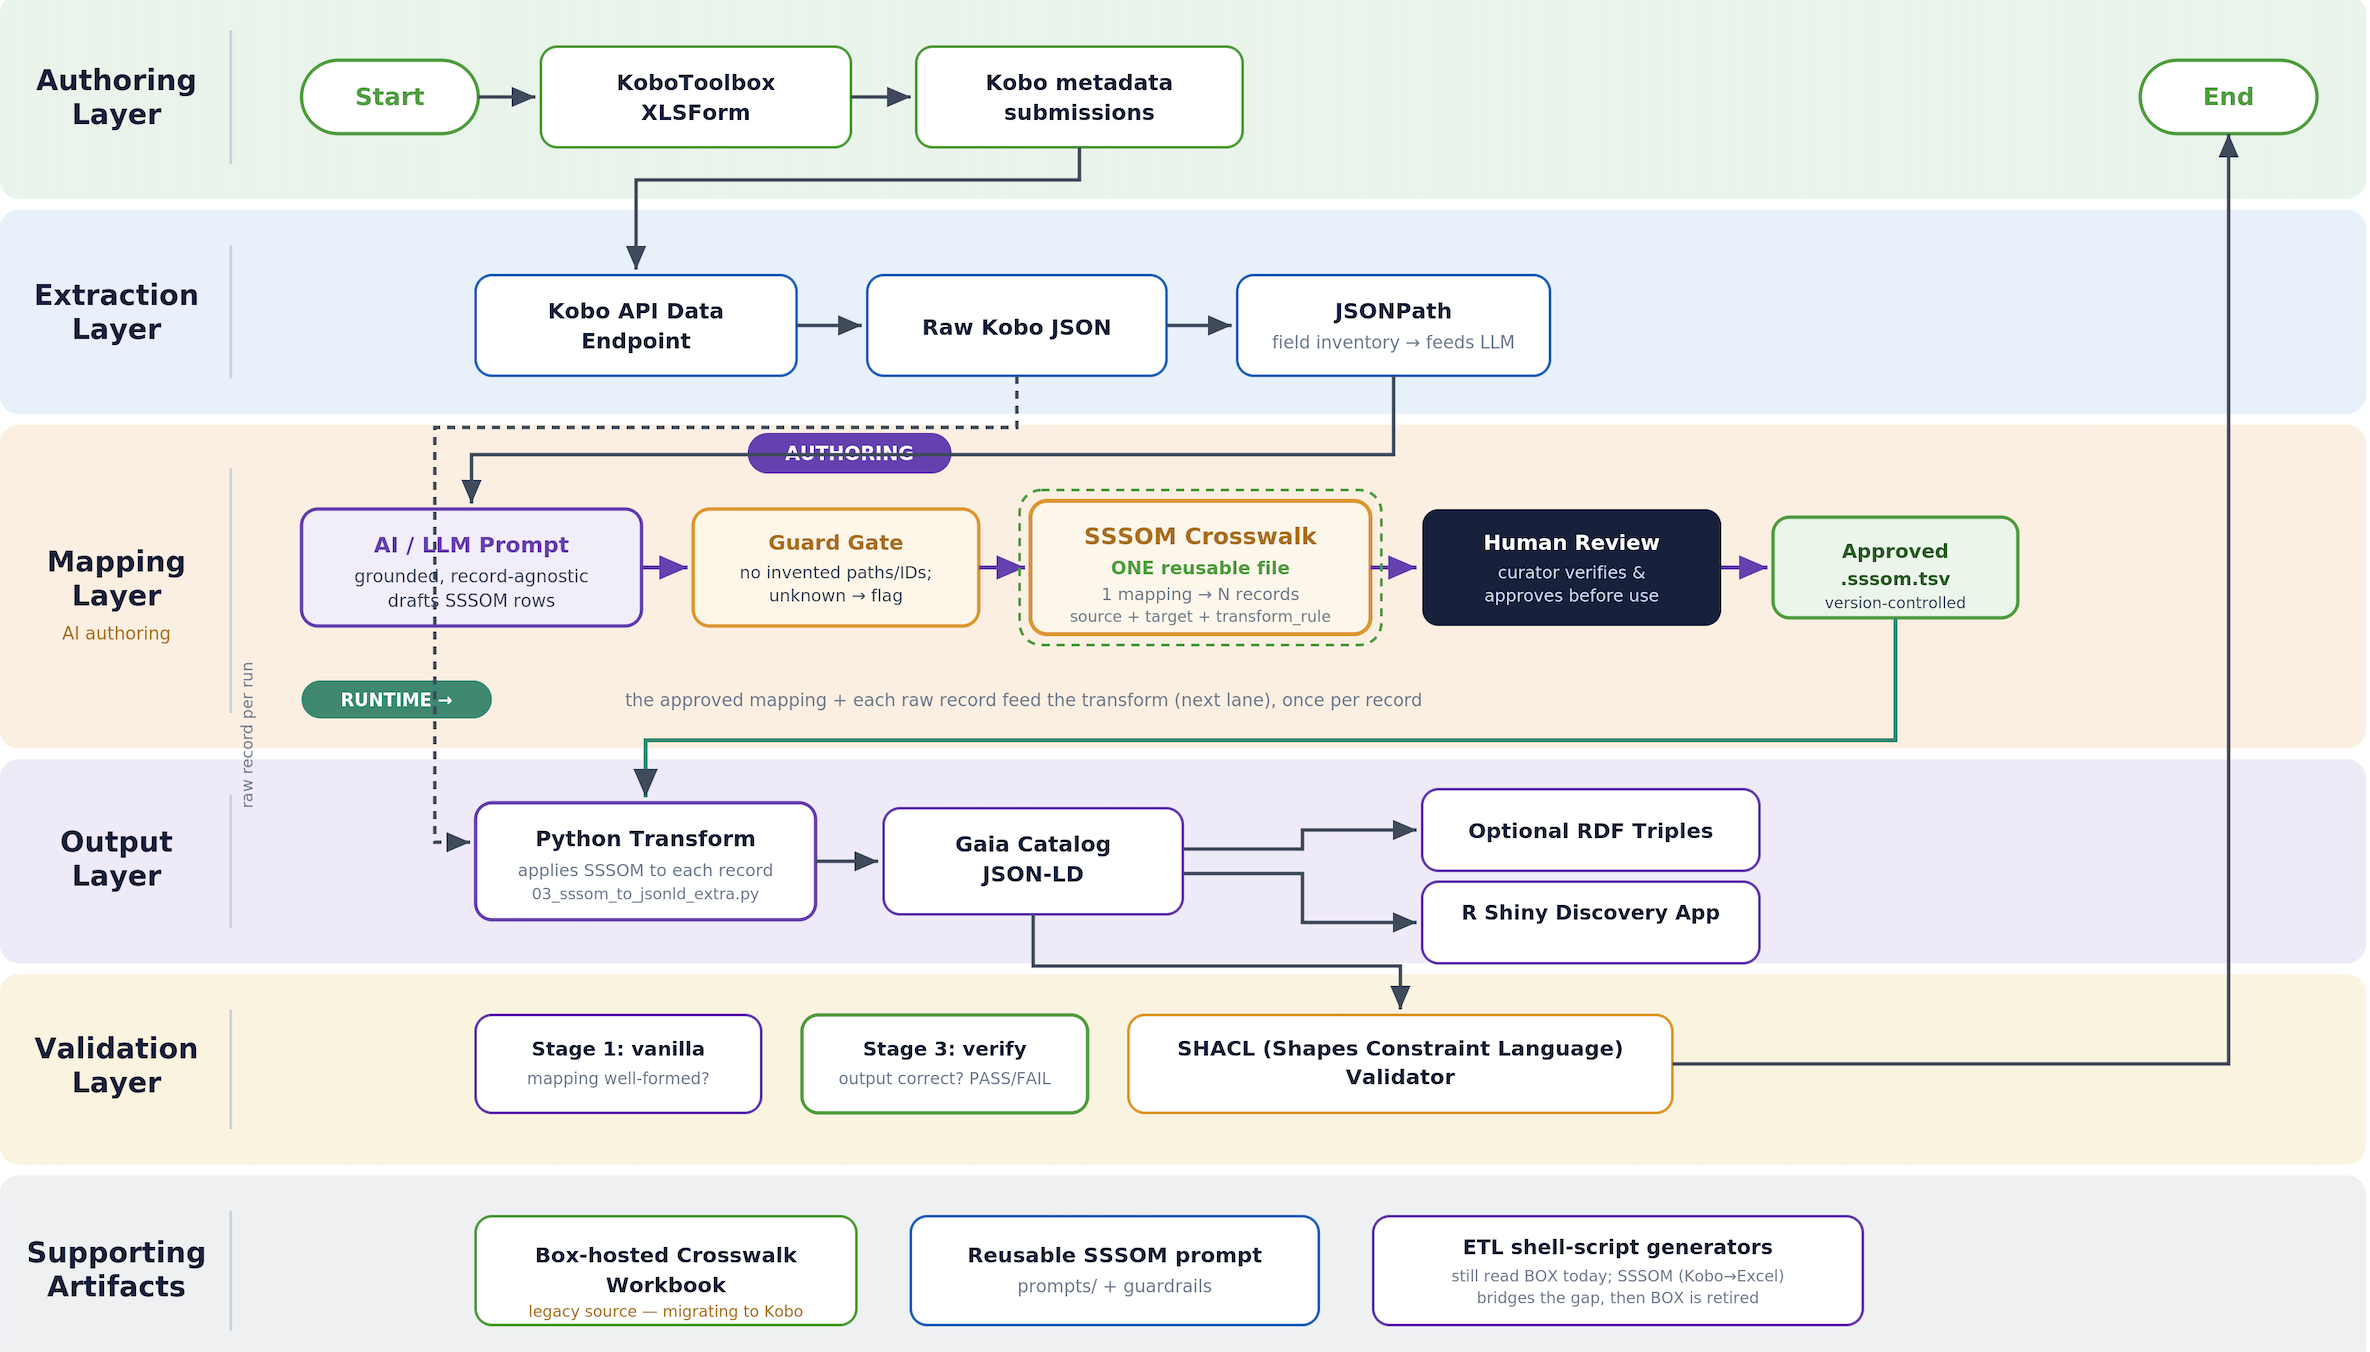 Authoring
Layer
Start
KoboToolbox
XLSForm
Kobo metadata
submissions
End
Extraction
Layer
Kobo API Data
Endpoint
Raw Kobo JSON
JSONPath
field inventory → feeds LLM
AUTHORING
Mapping
Layer
AI authoring
AI / LLM Prompt
grounded, record-agnostic
drafts SSSOM rows
Guard Gate
no invented paths/IDs;
unknown → flag
SSSOM Crosswalk
ONE reusable file
1 mapping → N records
source + target + transform_rule
Human Review
curator verifies &
approves before use
Approved
.sssom.tsv
version-controlled
raw record per run
RUNTIME →
the approved mapping + each raw record feed the transform (next lane), once per record
Output
Layer
Python Transform
applies SSSOM to each record
03_sssom_to_jsonld_extra.py
Gaia Catalog
JSON-LD
Optional RDF Triples
R Shiny Discovery App
Validation
Layer
Stage 1: vanilla
mapping well-formed?
Stage 3: verify
output correct? PASS/FAIL
SHACL (Shapes Constraint Language)
Validator
Supporting
Artifacts
Box-hosted Crosswalk
Workbook
legacy source — migrating to Kobo
Reusable SSSOM prompt
prompts/ + guardrails
ETL shell-script generators
still read BOX today; SSSOM (Kobo→Excel)
bridges the gap, then BOX is retired